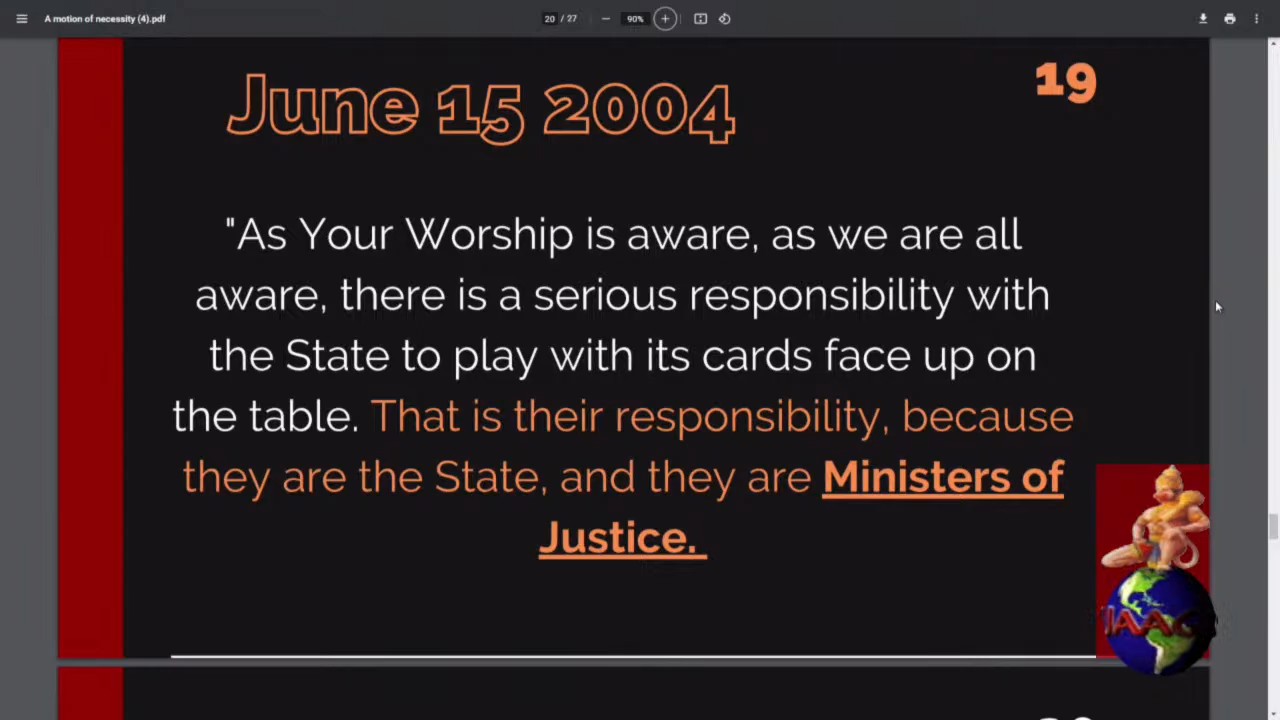 A motion of necessity (4).pdf
20 / 27
90%
June 15 2004
19
"As Your Worship is aware, as we are all
aware, there is a serious responsibility with
the State to play with its cards face up on
the table. That is their responsibility, because
they are the State, and they are Ministers of
Justice.